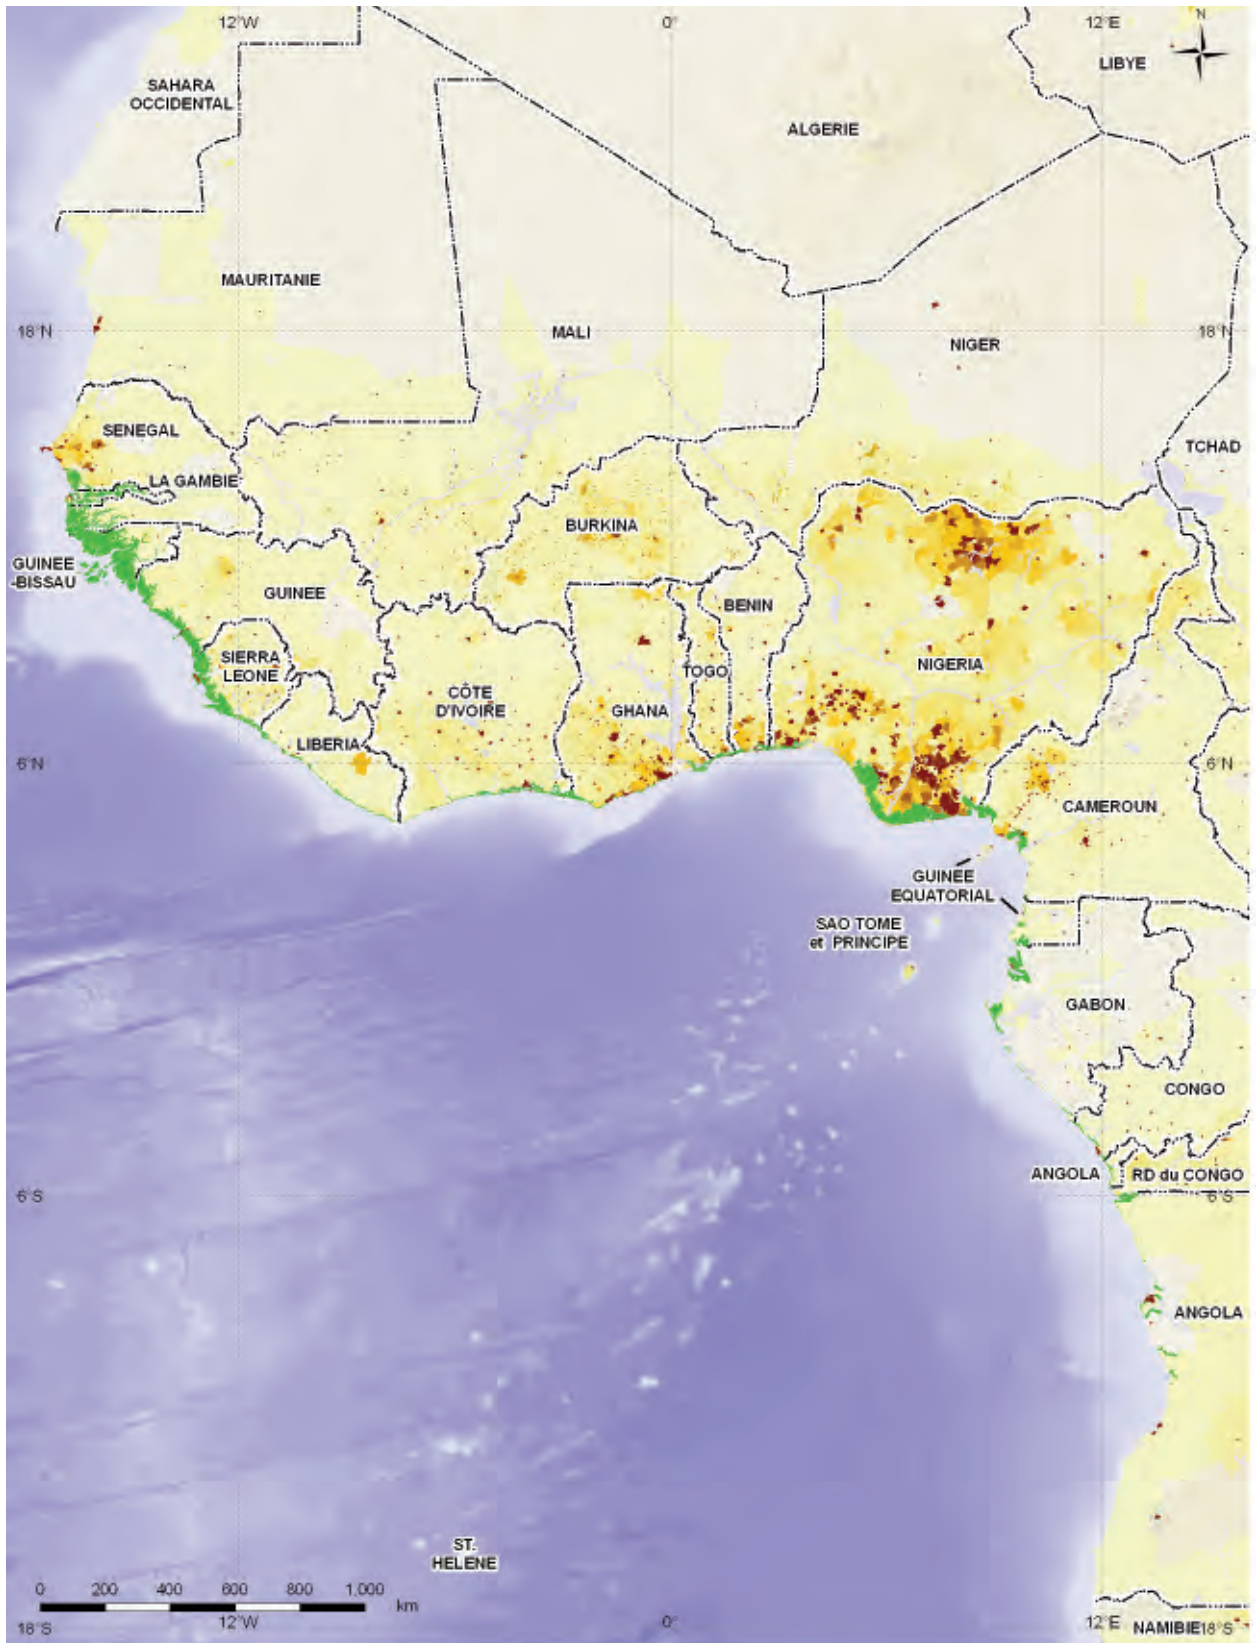 12°W
0°
12°E
N
LIBYE
SAHARA
OCCIDENTAL
ALGERIE
MAURITANIE
18°N
MALI
18°N
NIGER
SENEGAL
TCHAD
LA GAMBIE
BURKINA
GUINEE
-BISSAU
GUINEE
BENIN
SIERRA
LEONE
NIGERIA
TOGO
CÔTE
D'IVOIRE
GHANA
LIBERIA
6°N
6°N
CAMEROUN
GUINEE
EQUATORIAL
SAO TOME
et PRINCIPE
GABON
CONGO
ANGOLA
RD du CONGO
6°S
6°S
ANGOLA
ST.
HELENE
0 200 400 600 800 1,000
km
18°S
12°W
0°
12°E
NAMIBIE
18°S